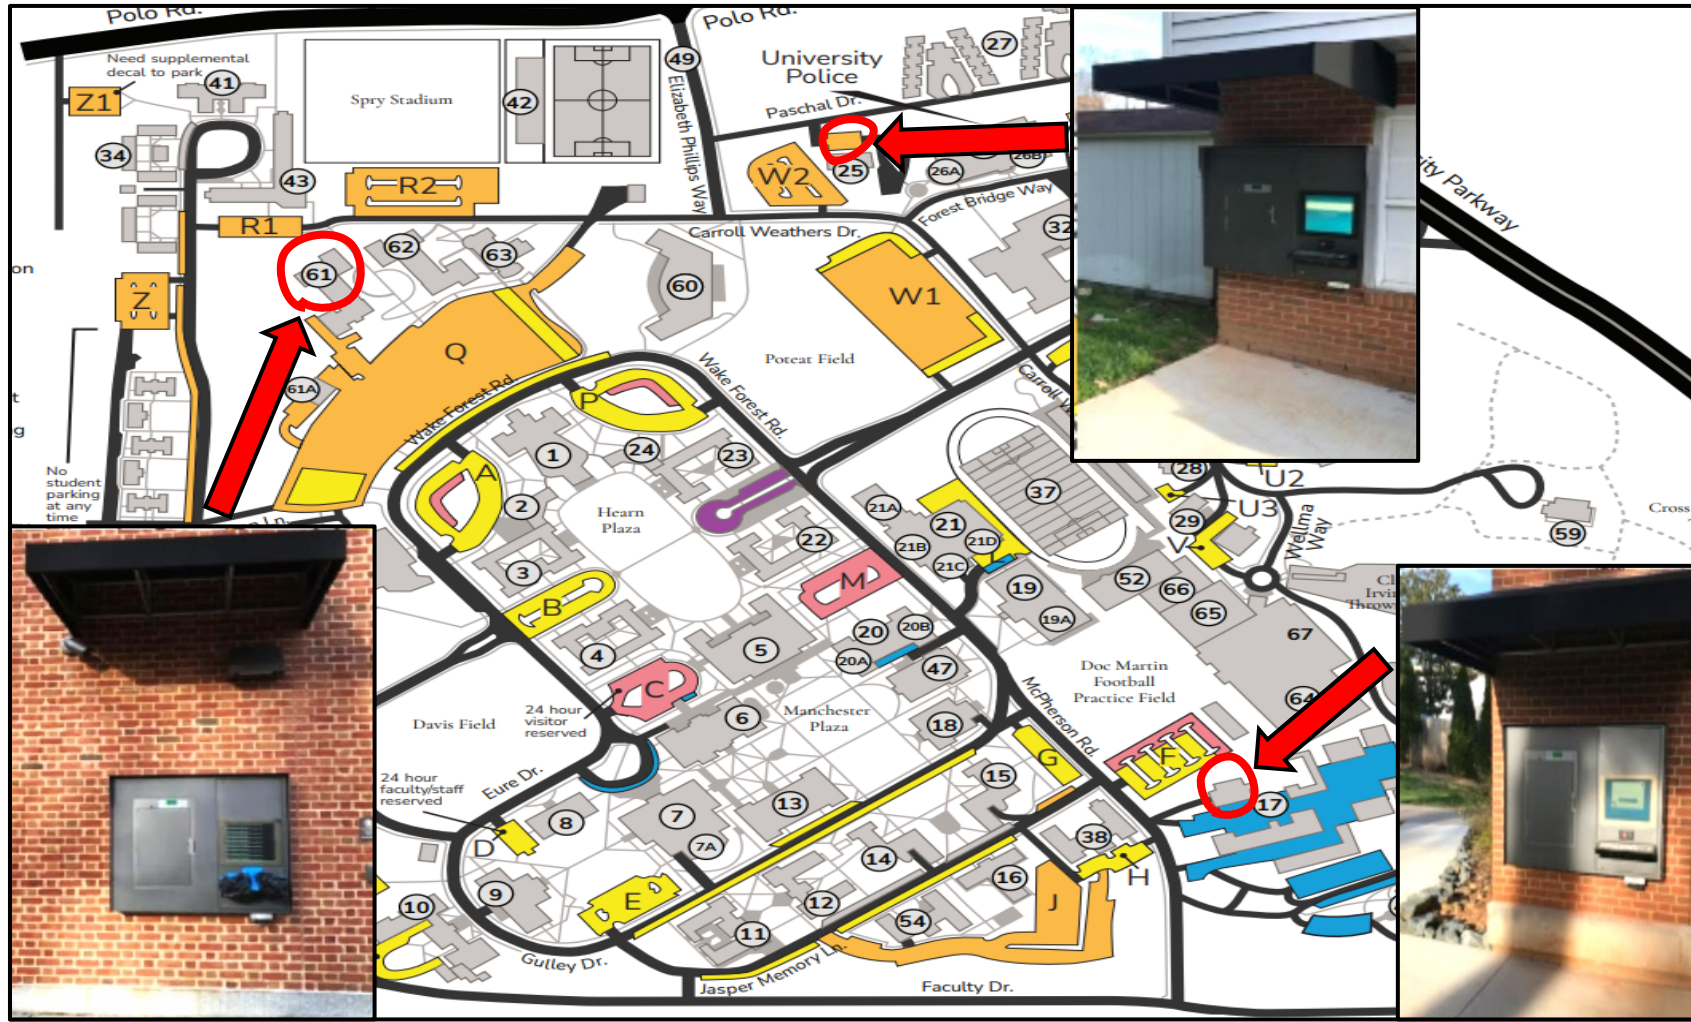 Polo Rd.
Polo Rd.
Need supplemental
decal to park
41
Z1
Spry Stadium
42
49
Elizabeth Phillips Way
University
Police
27
Paschal Dr.
34
43
R2
R1
W2
25
26A
26B
Forest Bridge Way
Carroll Weathers Dr.
32
rity Parkway
on
61
62
63
60
W1
Z
Q
Poteat Field
61A
Wake Forest Rd.
Wake Forest Rd.
Carroll W
P
No
student
parking
at any
time
Ln.
A
1
24
23
2
Hearn
Plaza
37
21A
21
21B
21D
21C
22
28
U2
U3
29
V
Wellma
Way
59
Cross
3
B
M
19
19A
52
66
65
67
64
Cl
Irvi
Throw
4
5
20
20B
20A
47
C
24 hour
visitor
reserved
Davis Field
6
Manchester
Plaza
18
Doc Martin
Football
Practice Field
McPherson Rd
F
G
17
24 hour
faculty/staff
reserved
Eure Dr.
15
8
D
7
7A
13
14
38
H
16
J
9
10
E
12
11
54
Gulley Dr.
Jasper Memory Ln.
Faculty Dr.